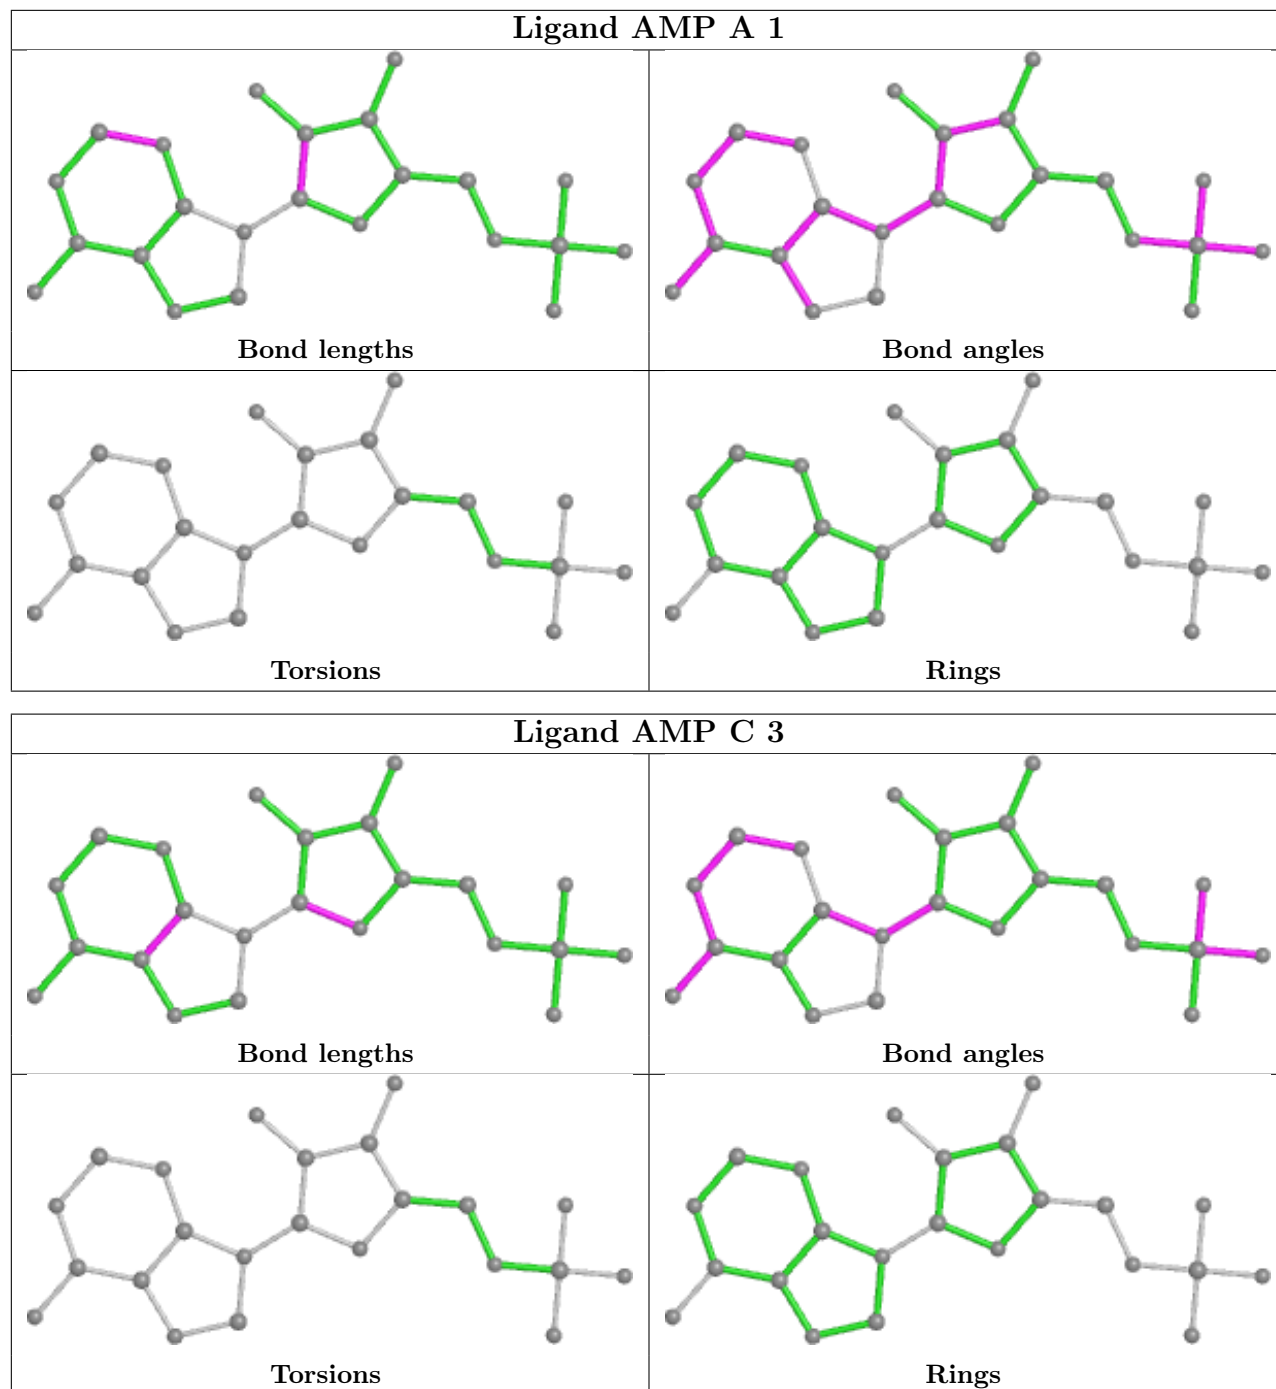 Ligand AMP A 1
Bond lengths
Bond angles
Torsions
Rings
Ligand AMP C 3
Bond lengths
Bond angles
Torsions
Rings